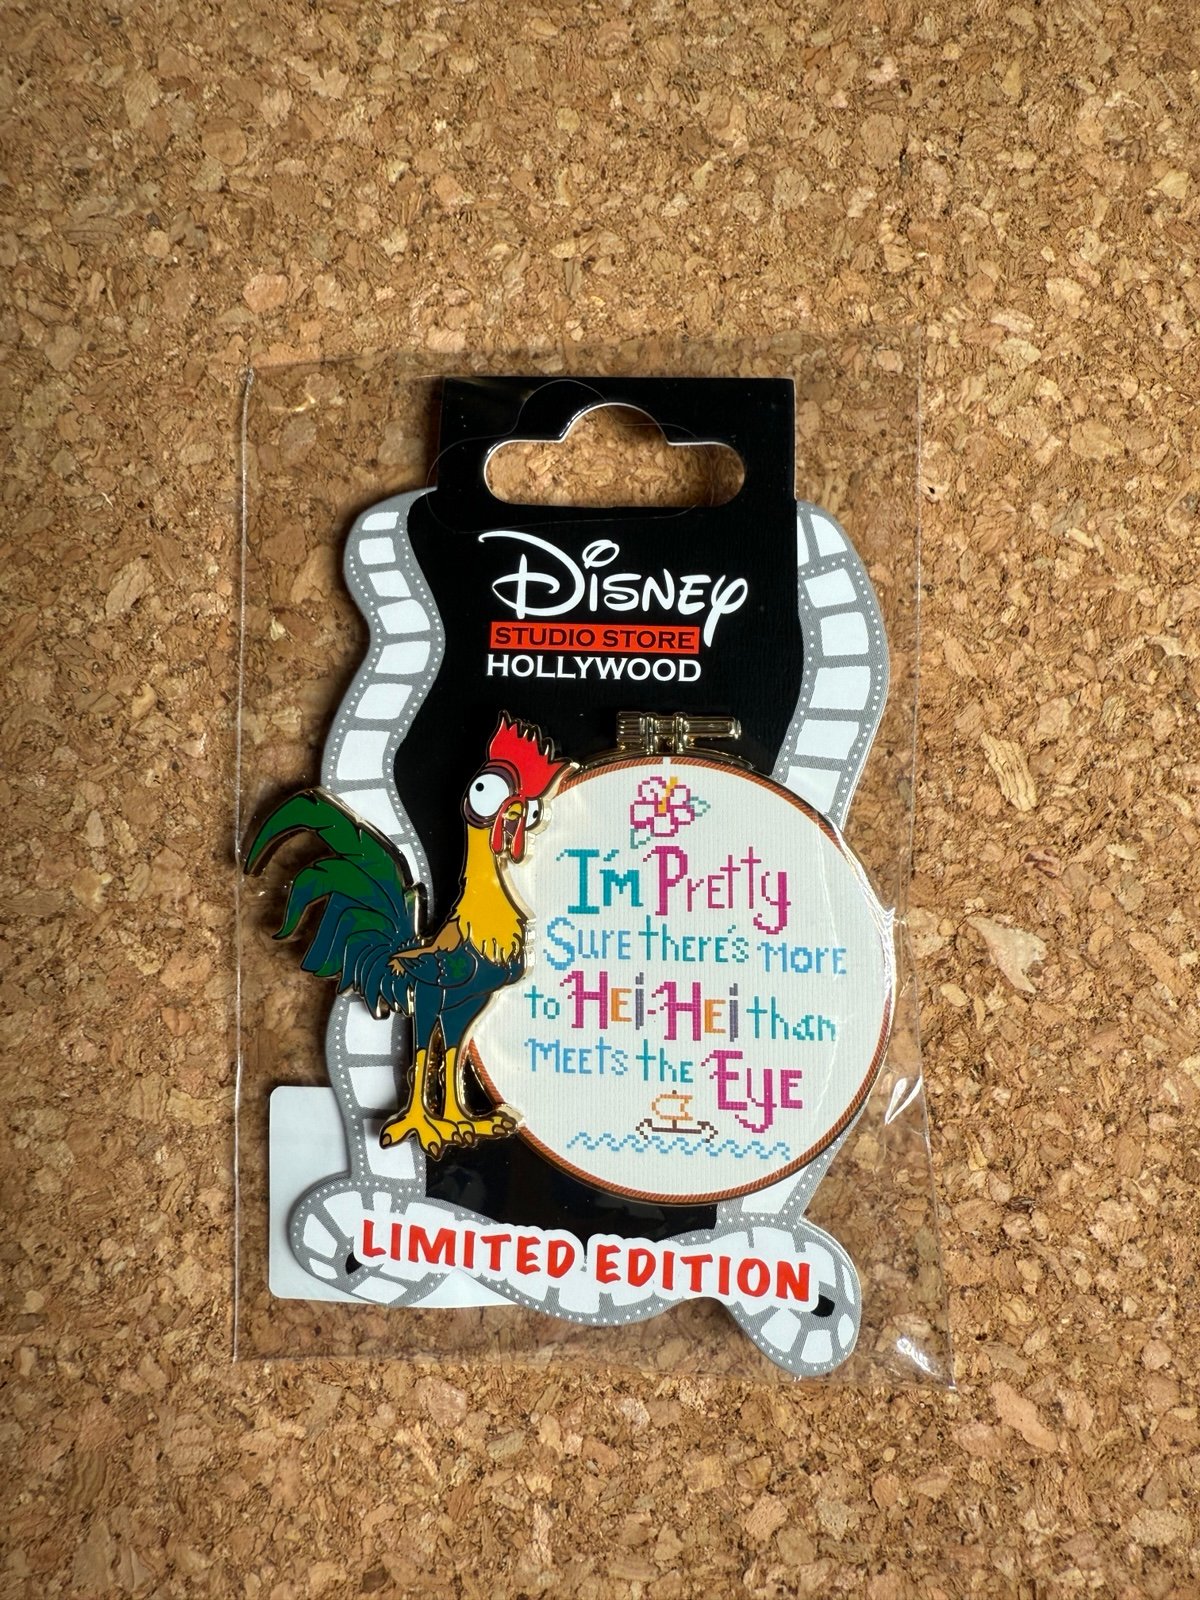 Disney
STUDIO STORE
HOLLYWOOD
I'm Pretty
Sure there's more
to Hei-Hei than
meets the Eye
LIMITED EDITION